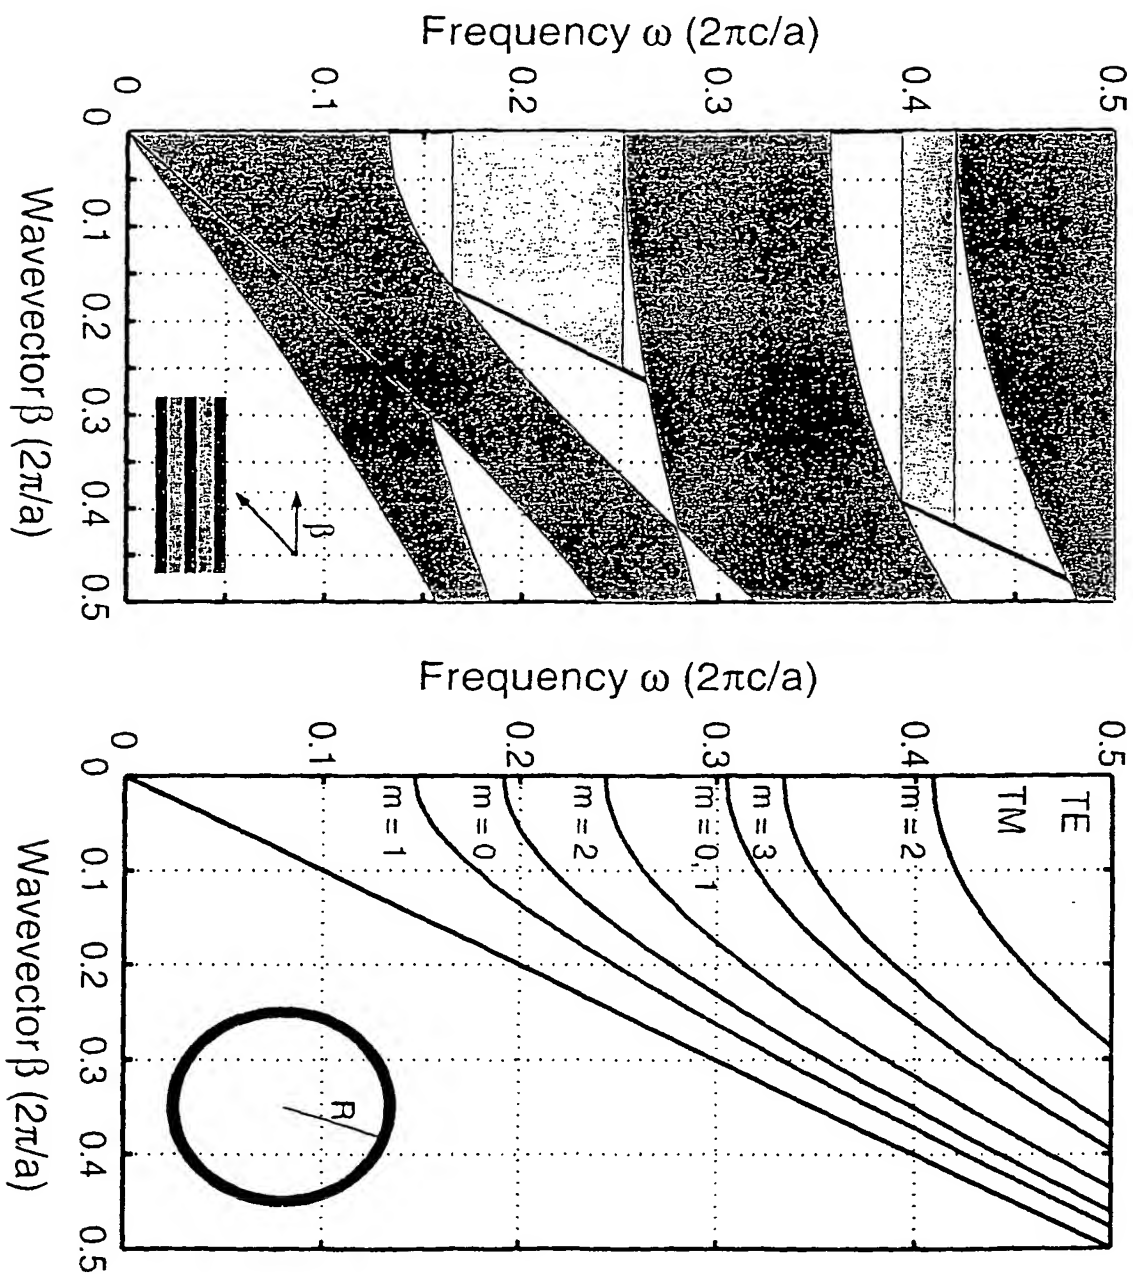 Frequency ω (2πc/a)
0
0.1
0.2
0.3
0.4
0.5
0
0.1
0.2
0.3
0.4
0.5
Wavevector β (2π/a)
β
Frequency ω (2πc/a)
0
0.1
0.2
0.3
0.4
0.5
0
0.1
0.2
0.3
0.4
0.5
Wavevector β (2π/a)
TE
TM
m = 2
m = 3
m = 0, 1
m = 2
m = 0
m = 1
R